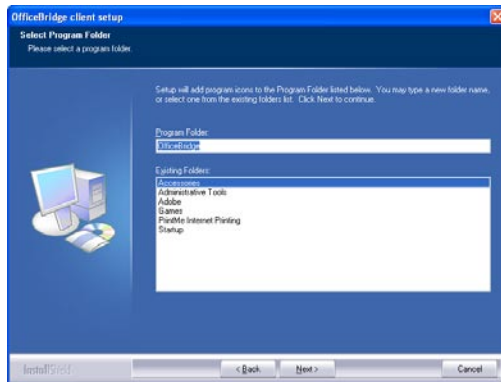 OfficeBridge client setup
Select Program Folder
Please select a program folder.
Setup will add program icons to the Program Folder listed below. You may type a new folder name,
or select one from the existing folders list. Click Next to continue.
Program Folder:
OfficeBridge
Existing Folders:
Accessories
Administrative Tools
Adobe
Games
PrintMe Internet Printing
Startup
InstallShield
< Back
Next >
Cancel